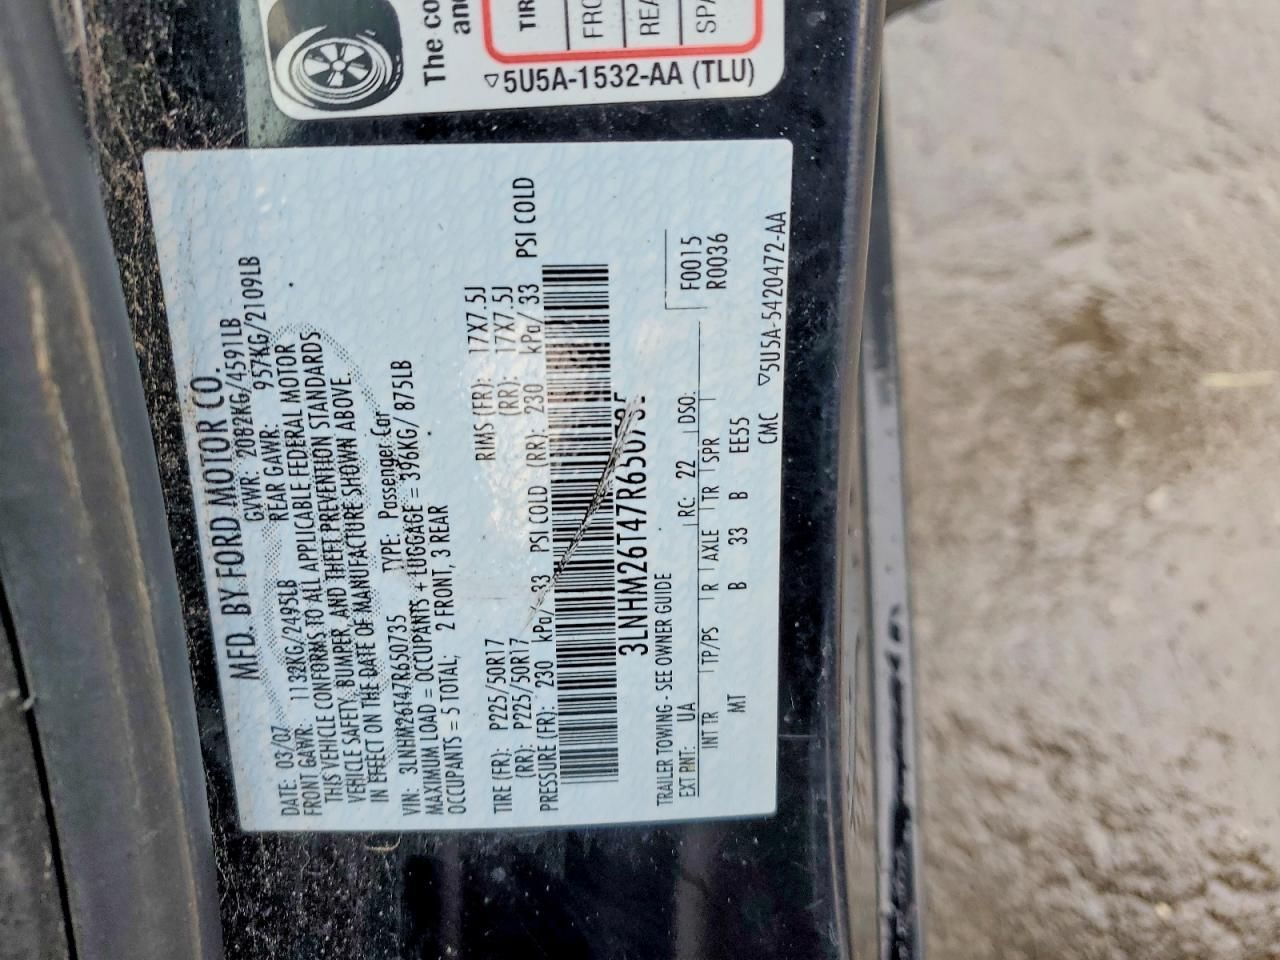 The co
and
TIR
FRO
REA
SPA
▽5U5A-1532-AA (TLU)
MFD. BY FORD MOTOR CO.
DATE: 03/07 GVWR: 2082KG/4591LB
FRONT GAWR: 1132KG/2495LB REAR GAWR: 957KG/2109LB
THIS VEHICLE CONFORMS TO ALL APPLICABLE FEDERAL MOTOR
VEHICLE SAFETY, BUMPER, AND THEFT PREVENTION STANDARDS
IN EFFECT ON THE DATE OF MANUFACTURE SHOWN ABOVE.
VIN: 3LNHM26T47R650735 TYPE: Passenger Car
MAXIMUM LOAD = OCCUPANTS + LUGGAGE = 396KG/ 875LB
OCCUPANTS = 5 TOTAL, 2 FRONT, 3 REAR
TIRE (FR): P225/50R17 RIMS (FR): 17X7.5J
(RR): P225/50R17 (RR): 17X7.5J
PRESSURE (FR): 230 kPa/ 33 PSI COLD (RR): 230 kPa/ 33 PSI COLD
3LNHM26T47R650735
TRAILER TOWING - SEE OWNER GUIDE F0015
R0036
EXT PNT: UA RC: 22 DSO:
INT TR TP/PS R AXLE TR SPR
MT B 33 B EE55
CMC ▽5U5A-5420472-AA